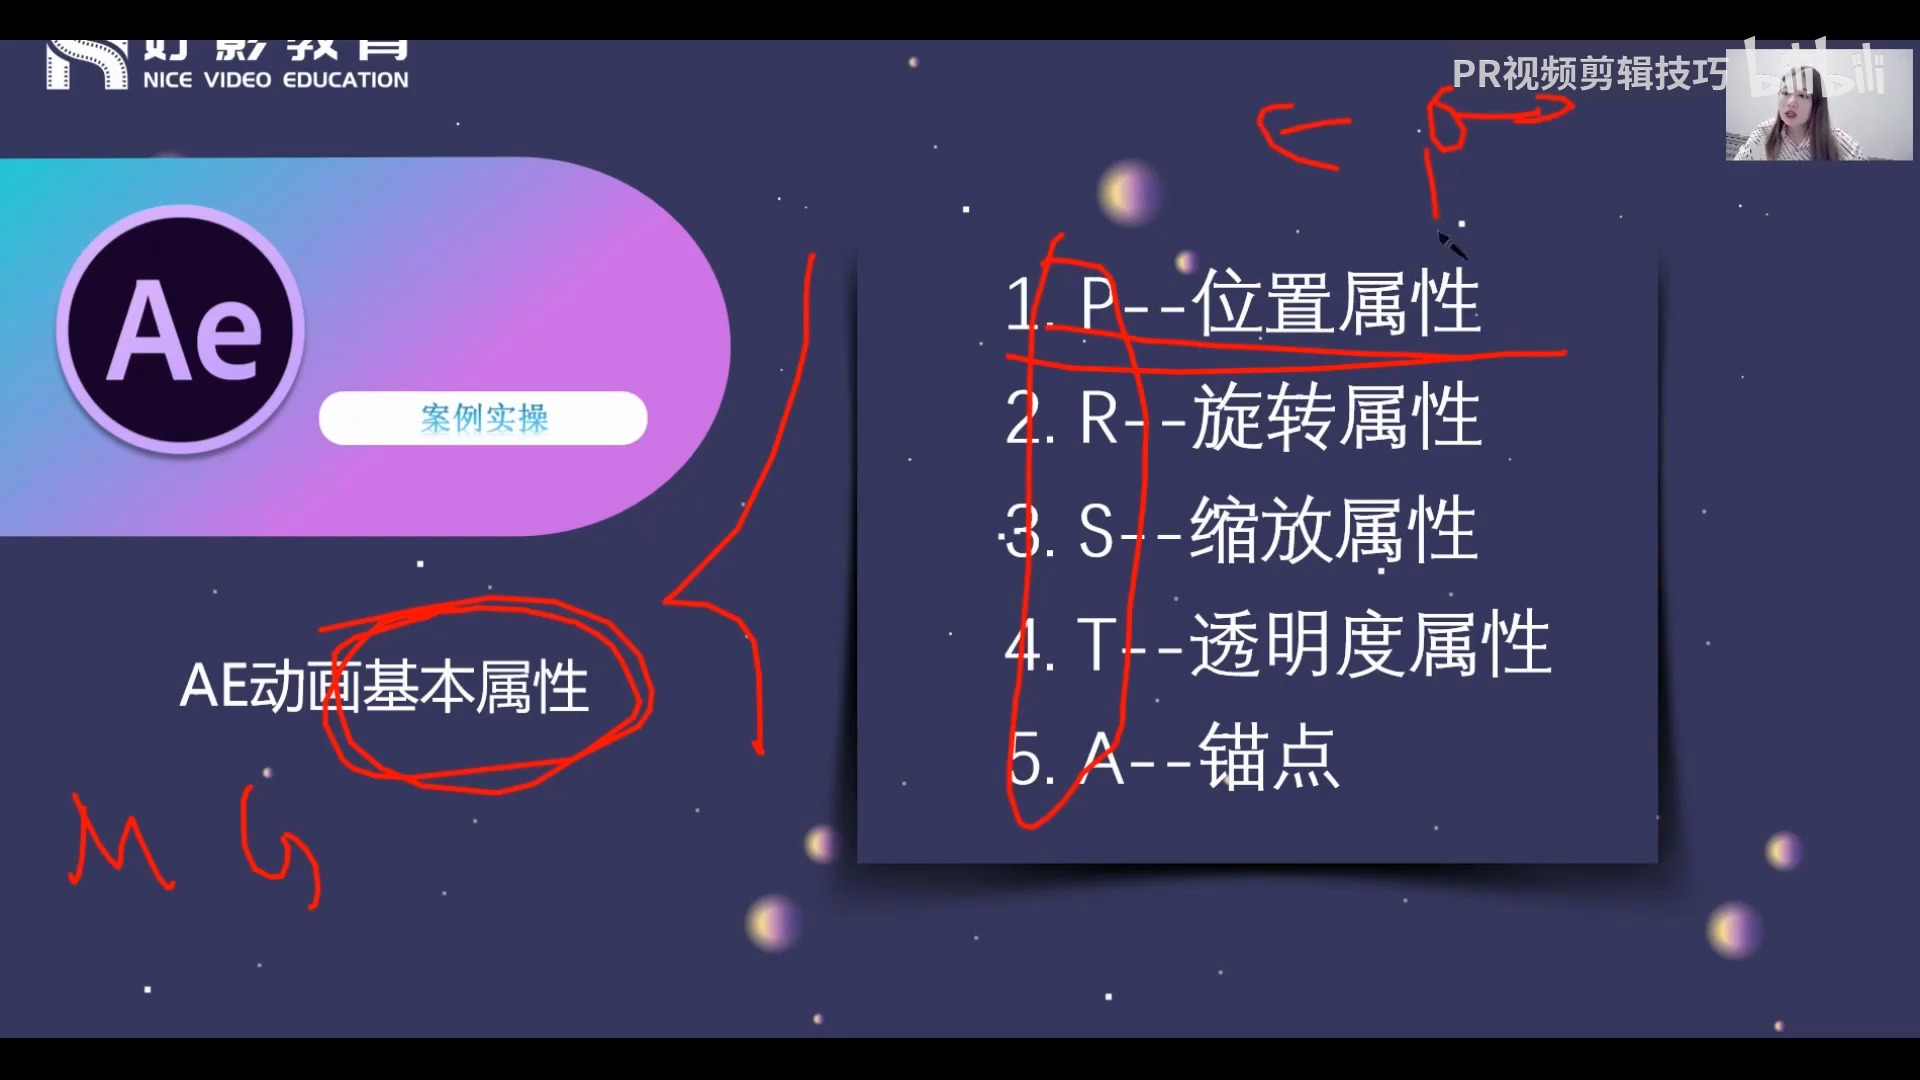 好影教育
NICE VIDEO EDUCATION
PR视频剪辑技巧
bilibili
Ae
案例实操
AE动画基本属性
M G
1. P--位置属性
2. R--旋转属性
3. S--缩放属性
4. T--透明度属性
5. A--锚点